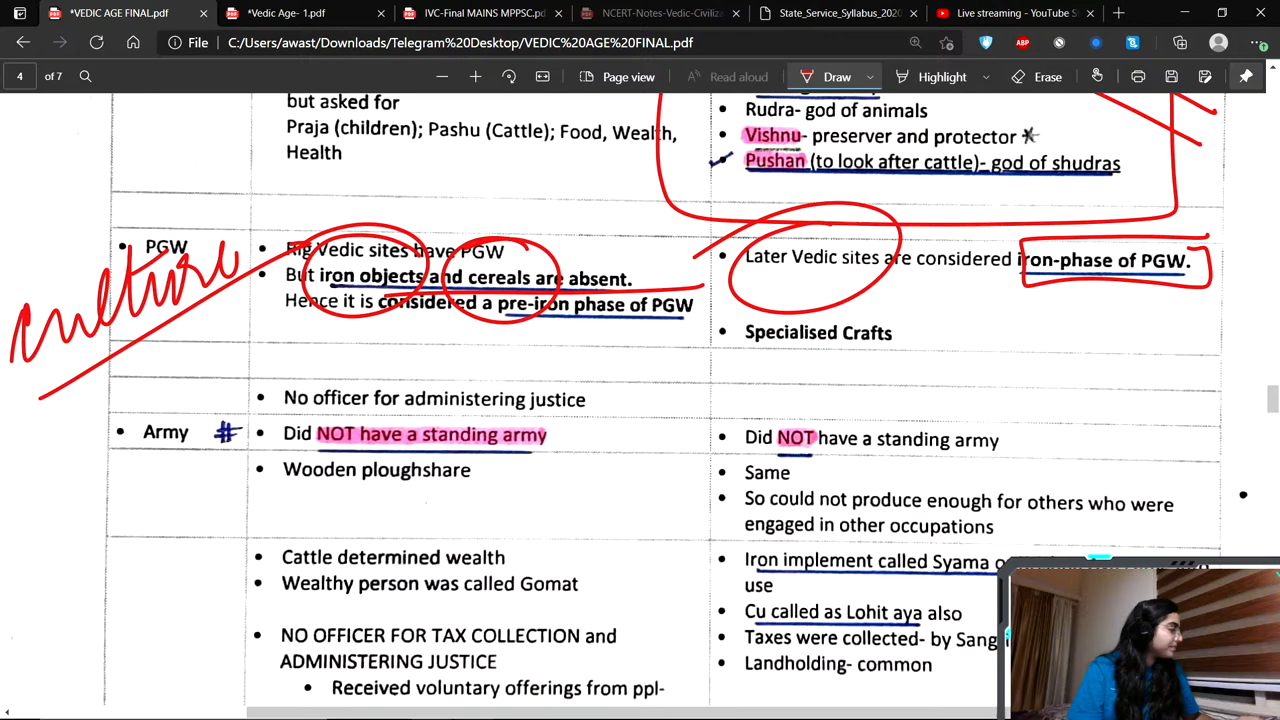 *VEDIC AGE FINAL.pdf
*Vedic Age- 1.pdf
IVC-Final MAINS MPPSC.pdf
NCERT-Notes-Vedic-Civiliza
State_Service_Syllabus_2020
Live streaming - YouTube S
File
C:/Users/awast/Downloads/Telegram%20Desktop/VEDIC%20AGE%20FINAL.pdf
ABP
4 of 7
Page view
Read aloud
Draw
Highlight
Erase
but asked for
Praja (children); Pashu (Cattle); Food, Wealth,
Health
• Rudra- god of animals
• Vishnu- preserver and protector
• Pushan (to look after cattle)- god of shudras
culture
• PGW
• Rig Vedic sites have PGW
• But iron objects and cereals are absent.
Hence it is considered a pre-iron phase of PGW
• Later Vedic sites are considered iron-phase of PGW.
• Specialised Crafts
• No officer for administering justice
• Army #
• Did NOT have a standing army
• Did NOT have a standing army
• Wooden ploughshare
• Same
• So could not produce enough for others who were
engaged in other occupations
• Cattle determined wealth
• Wealthy person was called Gomat
• Iron implement called Syama
use
• Cu called as Lohit aya also
• Taxes were collected- by Sang
• Landholding- common
• NO OFFICER FOR TAX COLLECTION and
ADMINISTERING JUSTICE
• Received voluntary offerings from ppl-